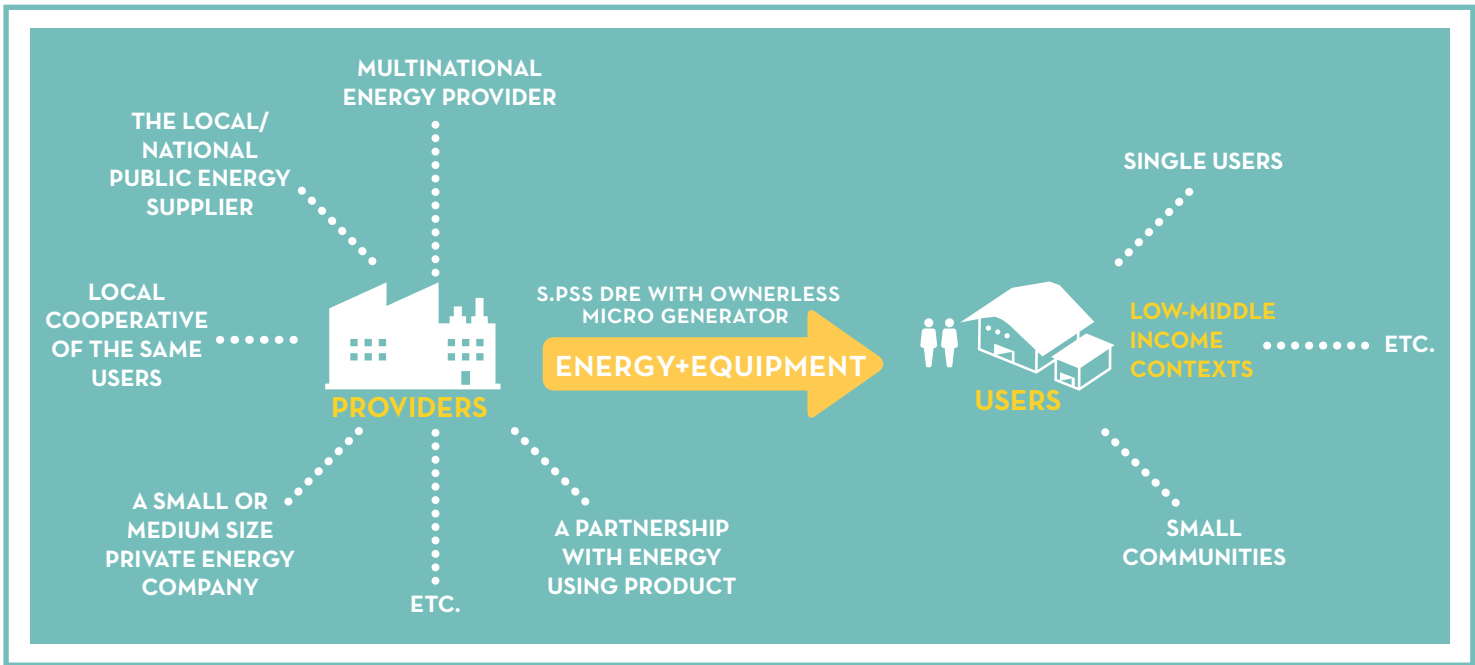 MULTINATIONAL
ENERGY PROVIDER
THE LOCAL/
NATIONAL
PUBLIC ENERGY
SUPPLIER
LOCAL
COOPERATIVE
OF THE SAME
USERS
PROVIDERS
A SMALL OR
MEDIUM SIZE
PRIVATE ENERGY
COMPANY
ETC.
A PARTNERSHIP
WITH ENERGY
USING PRODUCT
S.PSS DRE WITH OWNERLESS
MICRO GENERATOR
ENERGY+EQUIPMENT
SINGLE USERS
LOW-MIDDLE
INCOME
CONTEXTS
ETC.
USERS
SMALL
COMMUNITIES